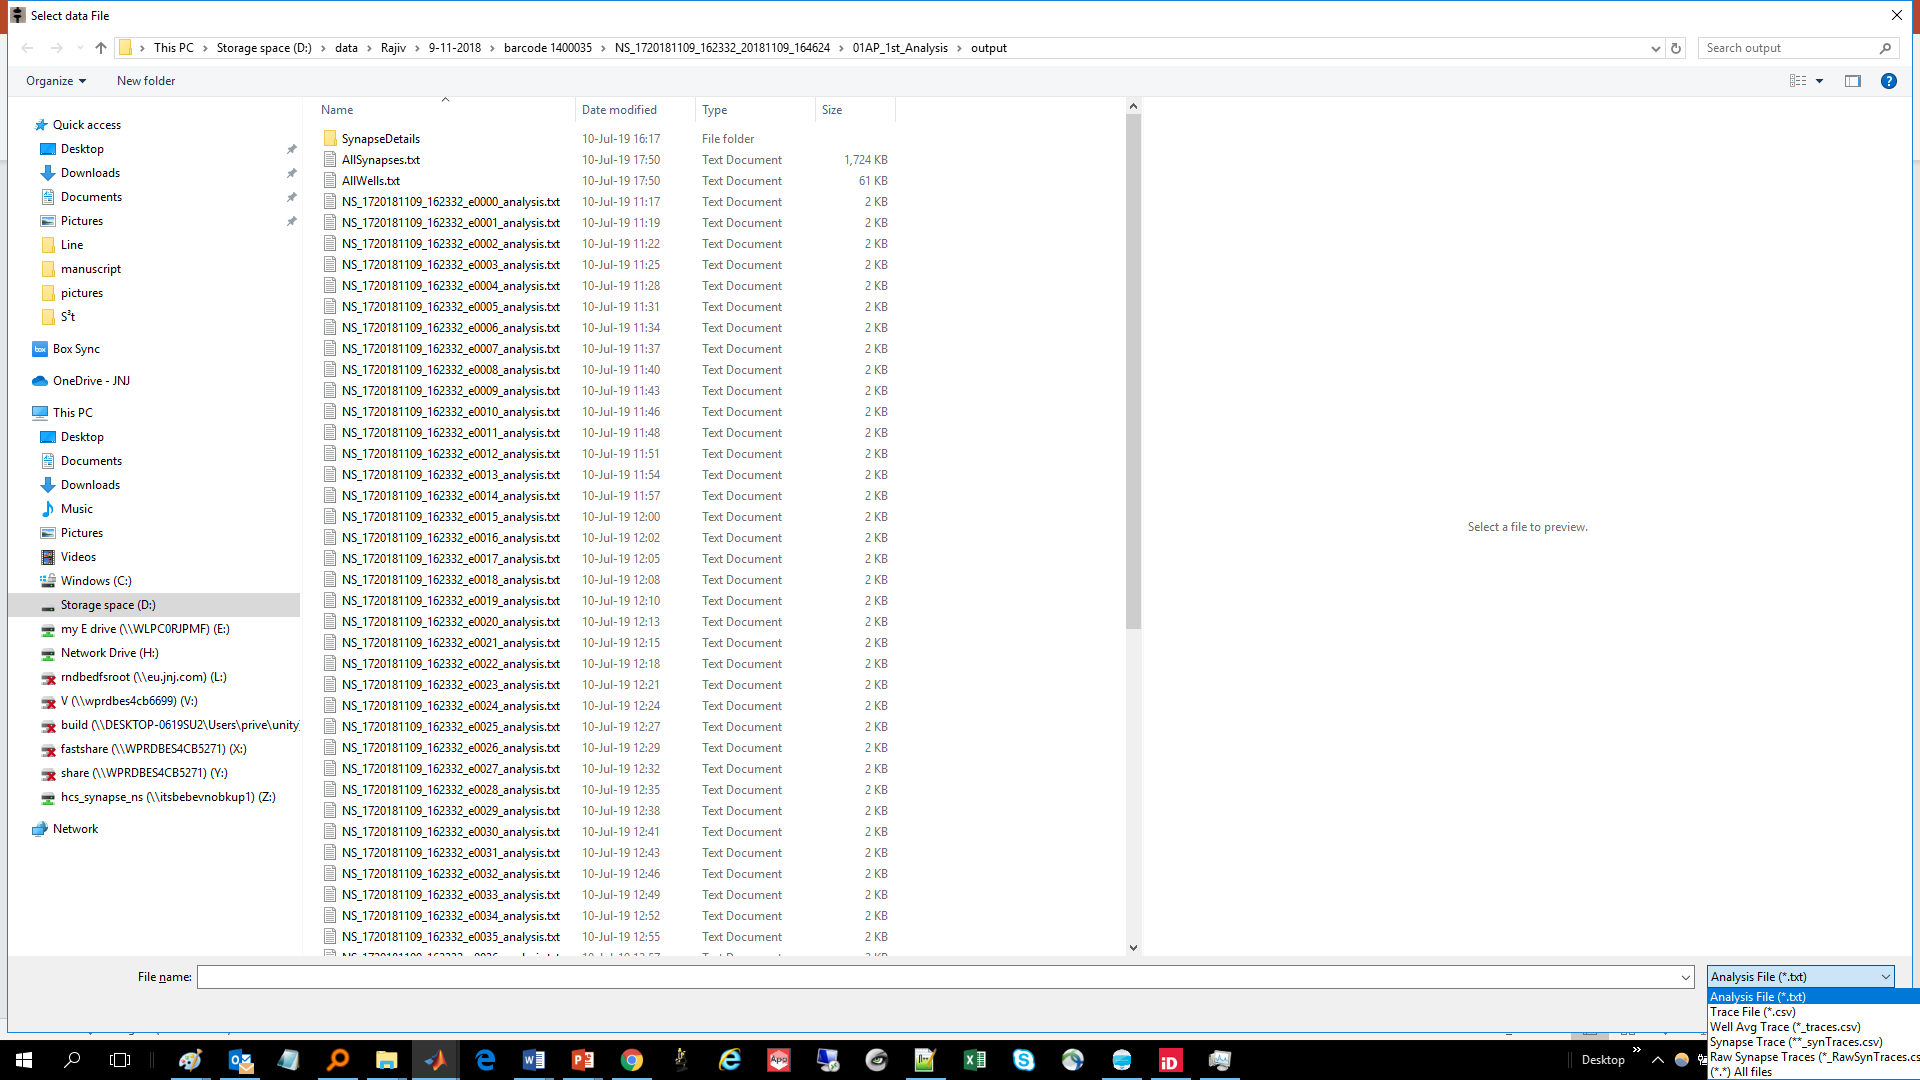 Select data File
This PC > Storage space (D:) > data > Rajiv > 9-11-2018 > barcode 1400035 > NS_1720181109_162332_20181109_164624 > 01AP_1st_Analysis > output
Search output
Organize
New folder
Quick access
Desktop
Downloads
Documents
Pictures
Line
manuscript
pictures
S³t
Box Sync
OneDrive - JNJ
This PC
Desktop
Documents
Downloads
Music
Pictures
Videos
Windows (C:)
Storage space (D:)
my E drive (\\WLPC0RJPMF) (E:)
Network Drive (H:)
rndbedfsroot (\\eu.jnj.com) (L:)
V (\\wprdbes4cb6699) (V:)
build (\\DESKTOP-0619SU2\Users\prive\unity
fastshare (\\WPRDBES4CB5271) (X:)
share (\\WPRDBES4CB5271) (Y:)
hcs_synapse_ns (\\itsbebevnobkup1) (Z:)
Network
Name Date modified Type Size
SynapseDetails 10-Jul-19 16:17 File folder
AllSynapses.txt 10-Jul-19 17:50 Text Document 1,724 KB
AllWells.txt 10-Jul-19 17:50 Text Document 61 KB
NS_1720181109_162332_e0000_analysis.txt 10-Jul-19 11:17 Text Document 2 KB
NS_1720181109_162332_e0001_analysis.txt 10-Jul-19 11:19 Text Document 2 KB
NS_1720181109_162332_e0002_analysis.txt 10-Jul-19 11:22 Text Document 2 KB
NS_1720181109_162332_e0003_analysis.txt 10-Jul-19 11:25 Text Document 2 KB
NS_1720181109_162332_e0004_analysis.txt 10-Jul-19 11:28 Text Document 2 KB
NS_1720181109_162332_e0005_analysis.txt 10-Jul-19 11:31 Text Document 2 KB
NS_1720181109_162332_e0006_analysis.txt 10-Jul-19 11:34 Text Document 2 KB
NS_1720181109_162332_e0007_analysis.txt 10-Jul-19 11:37 Text Document 2 KB
NS_1720181109_162332_e0008_analysis.txt 10-Jul-19 11:40 Text Document 2 KB
NS_1720181109_162332_e0009_analysis.txt 10-Jul-19 11:43 Text Document 2 KB
NS_1720181109_162332_e0010_analysis.txt 10-Jul-19 11:46 Text Document 2 KB
NS_1720181109_162332_e0011_analysis.txt 10-Jul-19 11:48 Text Document 2 KB
NS_1720181109_162332_e0012_analysis.txt 10-Jul-19 11:51 Text Document 2 KB
NS_1720181109_162332_e0013_analysis.txt 10-Jul-19 11:54 Text Document 2 KB
NS_1720181109_162332_e0014_analysis.txt 10-Jul-19 11:57 Text Document 2 KB
NS_1720181109_162332_e0015_analysis.txt 10-Jul-19 12:00 Text Document 2 KB
NS_1720181109_162332_e0016_analysis.txt 10-Jul-19 12:02 Text Document 2 KB
NS_1720181109_162332_e0017_analysis.txt 10-Jul-19 12:05 Text Document 2 KB
NS_1720181109_162332_e0018_analysis.txt 10-Jul-19 12:08 Text Document 2 KB
NS_1720181109_162332_e0019_analysis.txt 10-Jul-19 12:10 Text Document 2 KB
NS_1720181109_162332_e0020_analysis.txt 10-Jul-19 12:13 Text Document 2 KB
NS_1720181109_162332_e0021_analysis.txt 10-Jul-19 12:15 Text Document 2 KB
NS_1720181109_162332_e0022_analysis.txt 10-Jul-19 12:18 Text Document 2 KB
NS_1720181109_162332_e0023_analysis.txt 10-Jul-19 12:21 Text Document 2 KB
NS_1720181109_162332_e0024_analysis.txt 10-Jul-19 12:24 Text Document 2 KB
NS_1720181109_162332_e0025_analysis.txt 10-Jul-19 12:27 Text Document 2 KB
NS_1720181109_162332_e0026_analysis.txt 10-Jul-19 12:29 Text Document 2 KB
NS_1720181109_162332_e0027_analysis.txt 10-Jul-19 12:32 Text Document 2 KB
NS_1720181109_162332_e0028_analysis.txt 10-Jul-19 12:35 Text Document 2 KB
NS_1720181109_162332_e0029_analysis.txt 10-Jul-19 12:38 Text Document 2 KB
NS_1720181109_162332_e0030_analysis.txt 10-Jul-19 12:41 Text Document 2 KB
NS_1720181109_162332_e0031_analysis.txt 10-Jul-19 12:43 Text Document 2 KB
NS_1720181109_162332_e0032_analysis.txt 10-Jul-19 12:46 Text Document 2 KB
NS_1720181109_162332_e0033_analysis.txt 10-Jul-19 12:49 Text Document 2 KB
NS_1720181109_162332_e0034_analysis.txt 10-Jul-19 12:52 Text Document 2 KB
NS_1720181109_162332_e0035_analysis.txt 10-Jul-19 12:55 Text Document 2 KB
Select a file to preview.
File name:
Analysis File (*.txt)
Analysis File (*.txt)
Trace File (*.csv)
Well Avg Trace (*_traces.csv)
Synapse Trace (**_synTraces.csv)
Raw Synapse Traces (*_RawSynTraces.cs
(*.*) All files
Desktop